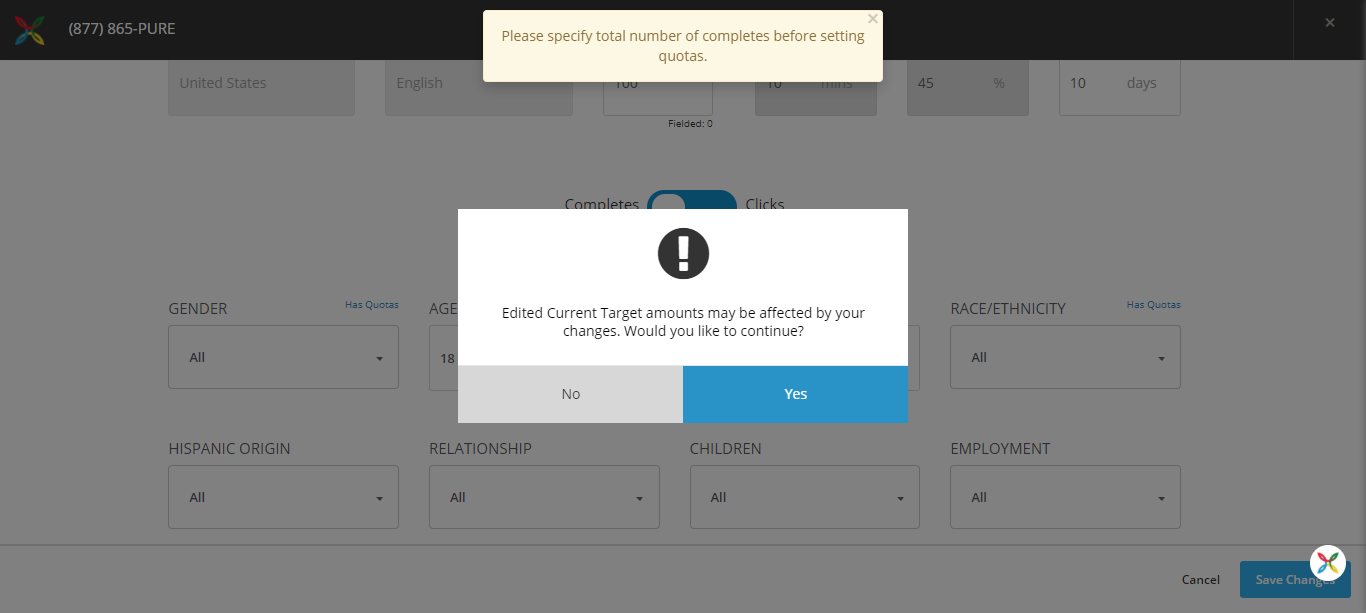 (877) 865-PURE
×
Please specify total number of completes before setting
quotas.
×
United States
English
100
10 mins
45 %
10 days
Fielded: 0
Completes Clicks
Edited Current Target amounts may be affected by your
changes. Would you like to continue?
No
Yes
GENDER Has Quotas
AGE
RACE/ETHNICITY Has Quotas
All
18
All
HISPANIC ORIGIN
RELATIONSHIP
CHILDREN
EMPLOYMENT
All
All
All
All
Cancel
Save Changes